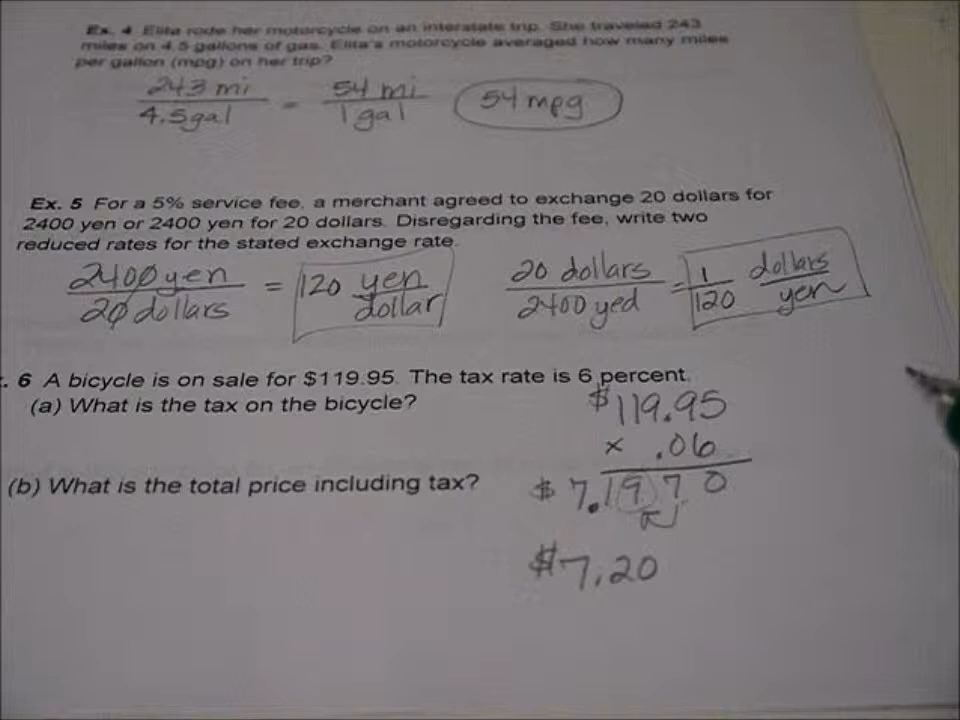 Ex. 4 Elita rode her motorcycle on an interstate trip. She traveled 243
miles on 4.5 gallons of gas. Elita's motorcycle averaged how many miles
per gallon (mpg) on her trip?
243 mi / 4.5 gal = 54 mi / 1 gal 54 mpg
Ex. 5 For a 5% service fee, a merchant agreed to exchange 20 dollars for
2400 yen or 2400 yen for 20 dollars. Disregarding the fee, write two
reduced rates for the stated exchange rate.
2400 yen / 20 dollars = 120 yen / dollar 20 dollars / 2400 yed = 1 / 120 dollars / yen
. 6 A bicycle is on sale for $119.95. The tax rate is 6 percent.
(a) What is the tax on the bicycle?
$119.95
x .06
(b) What is the total price including tax?
$7.1970
$7.20